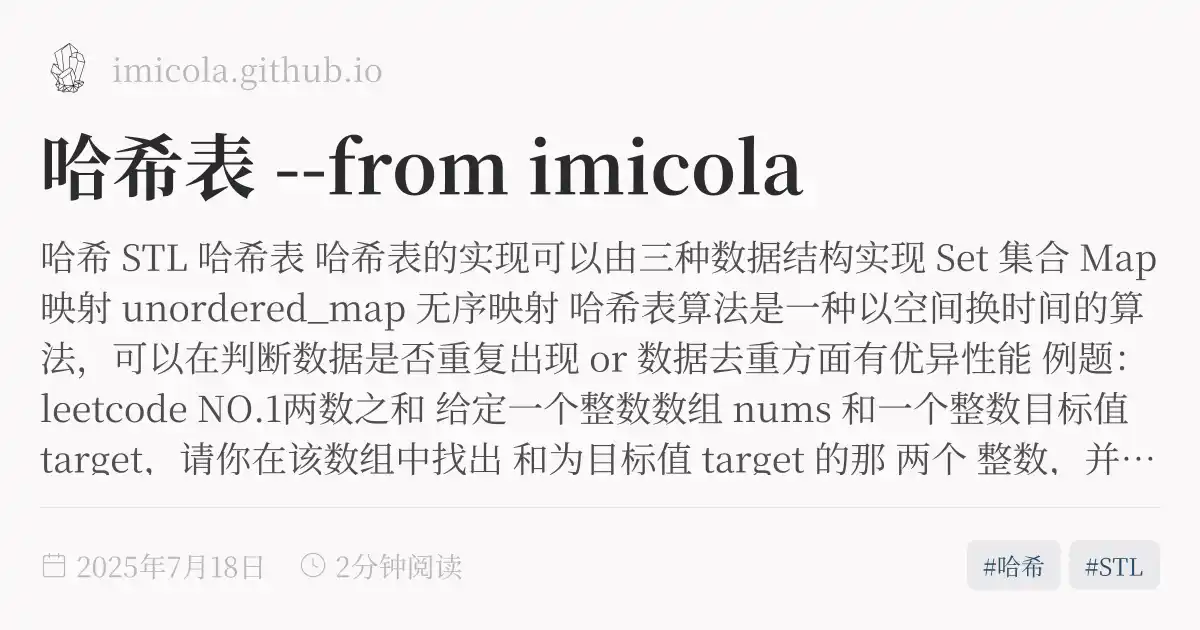 imicola.github.io
哈希表 --from imicola
哈希 STL 哈希表 哈希表的实现可以由三种数据结构实现 Set 集合 Map
映射 unordered_map 无序映射 哈希表算法是一种以空间换时间的算
法，可以在判断数据是否重复出现 or 数据去重方面有优异性能 例题：
leetcode NO.1两数之和 给定一个整数数组 nums 和一个整数目标值
target，请你在该数组中找出 和为目标值 target 的那 两个 整数，并…
2025年7月18日 2分钟阅读 #哈希 #STL